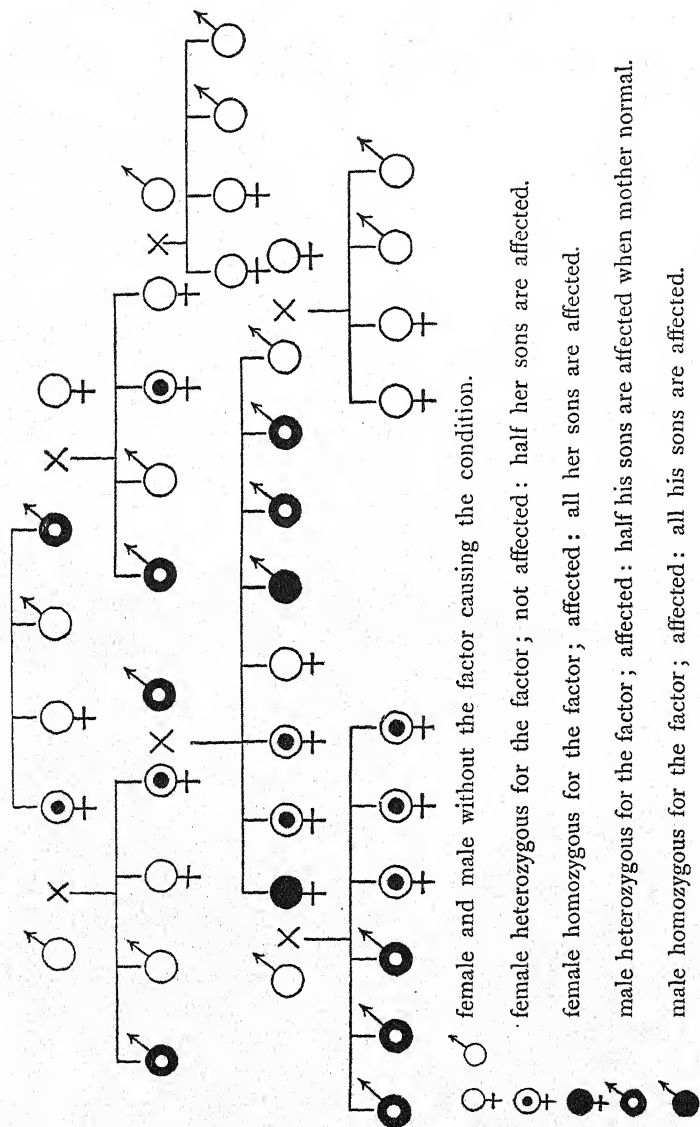 female and male without the factor causing the condition.
female heterozygous for the factor; not affected: half her sons are affected.
female homozygous for the factor; affected: all her sons are affected.
male heterozygous for the factor; affected: half his sons are affected when mother normal.
male homozygous for the factor; affected: all his sons are affected.